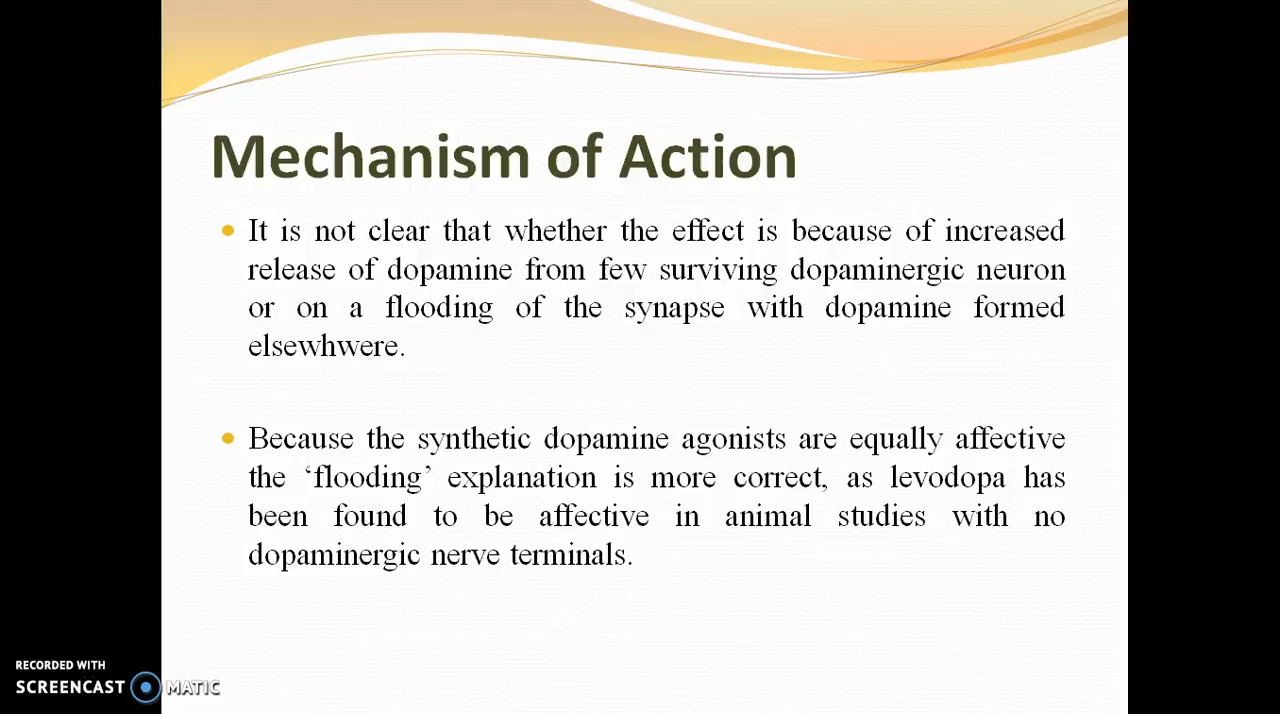 Mechanism of Action
It is not clear that whether the effect is because of increased
release of dopamine from few surviving dopaminergic neuron
or on a flooding of the synapse with dopamine formed
elsewhwere.
Because the synthetic dopamine agonists are equally affective
the ‘flooding’ explanation is more correct, as levodopa has
been found to be affective in animal studies with no
dopaminergic nerve terminals.
RECORDED WITH
SCREENCAST MATIC